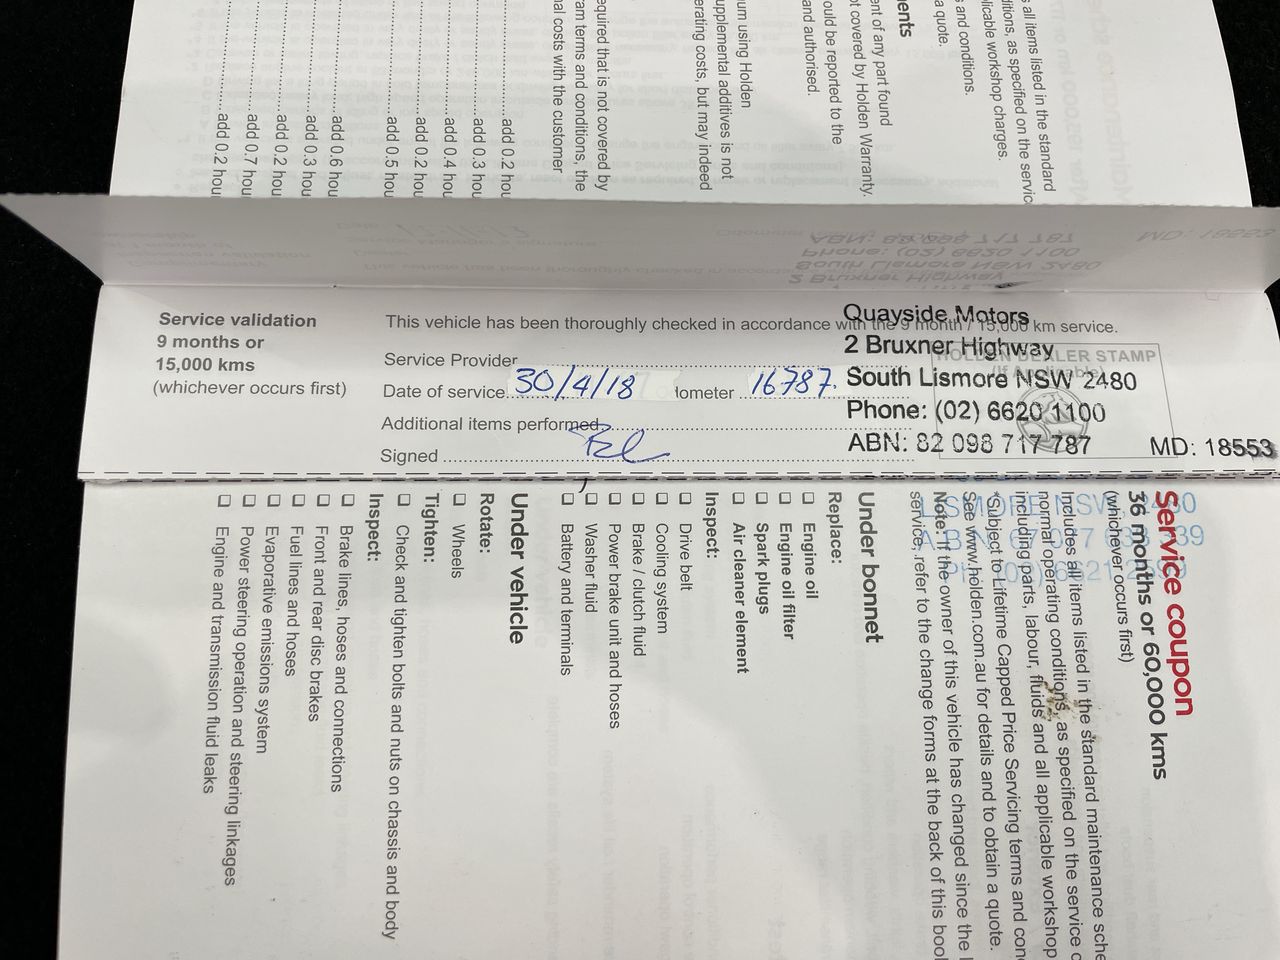 s all items listed in the standard
ditions, as specified on the servic
licable workshop charges.
s and conditions.
a quote.
nents
ent of any part found
ot covered by Holden Warranty.
ould be reported to the
and authorised.
um using Holden
upplemental additives is not
erating costs, but may indeed
equired that is not covered by
ram terms and conditions, the
al costs with the customer
add 0.2 hou
add 0.3 hou
add 0.4 hou
add 0.2 hou
add 0.5 hou
add 0.6 hou
add 0.3 hou
add 0.2 hou
add 0.7 hou
add 0.2 hou
Service validation
9 months or
15,000 kms
(whichever occurs first)
This vehicle has been thoroughly checked in accordance with the 9 month / 15,000 km service.
Service Provider
Date of service 30/4/18 lometer 16787.
Additional items performed
Signed
HOLDEN DEALER STAMP
(If Applicable)
Quayside Motors
2 Bruxner Highway
South Lismore NSW 2480
Phone: (02) 6620 1100
ABN: 82 098 717 787 MD: 18553
Service coupon
36 months or 60,000 kms
(whichever occurs first)
Includes all items listed in the standard maintenance sche
normal operating conditions, as specified on the service c
including parts, labour, fluids and all applicable workshop
*Subject to Lifetime Capped Price Servicing terms and con
See www.holden.com.au for details and to obtain a quote.
Note: If the owner of this vehicle has changed since the l
service, refer to the change forms at the back of this bool
Under bonnet
Replace:
Engine oil
Engine oil filter
Spark plugs
Air cleaner element
Inspect:
Drive belt
Cooling system
Brake / clutch fluid
Power brake unit and hoses
Washer fluid
Battery and terminals
Under vehicle
Rotate:
Wheels
Tighten:
Check and tighten bolts and nuts on chassis and body
Inspect:
Brake lines, hoses and connections
Front and rear disc brakes
Fuel lines and hoses
Evaporative emissions system
Power steering operation and steering linkages
Engine and transmission fluid leaks